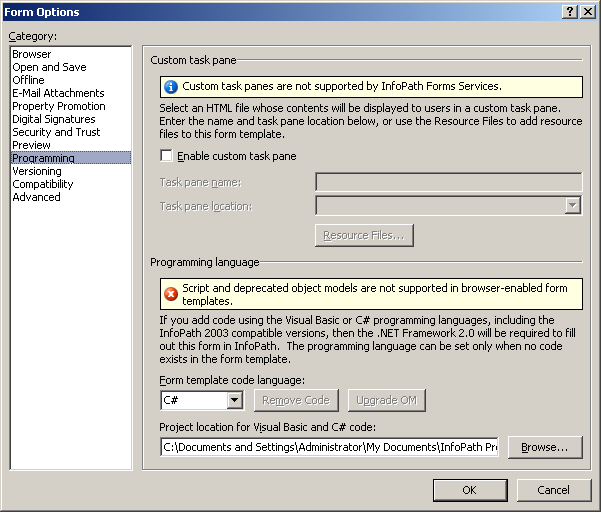 Form Options
Category:
Browser
Open and Save
Offline
E-Mail Attachments
Property Promotion
Digital Signatures
Security and Trust
Preview
Programming
Versioning
Compatibility
Advanced
Custom task pane
Custom task panes are not supported by InfoPath Forms Services.
Select an HTML file whose contents will be displayed to users in a custom task pane.
Enter the name and task pane location below, or use the Resource Files to add resource
files to this form template.
Enable custom task pane
Task pane name:
Task pane location:
Resource Files...
Programming language
Script and deprecated object models are not supported in browser-enabled form
templates.
If you add code using the Visual Basic or C# programming languages, including the
InfoPath 2003 compatible versions, then the .NET Framework 2.0 will be required to fill
out this form in InfoPath. The programming language can be set only when no code
exists in the form template.
Form template code language:
C#
Remove Code
Upgrade OM
Project location for Visual Basic and C# code:
C:\Documents and Settings\Administrator\My Documents\InfoPath Pr
Browse...
OK
Cancel